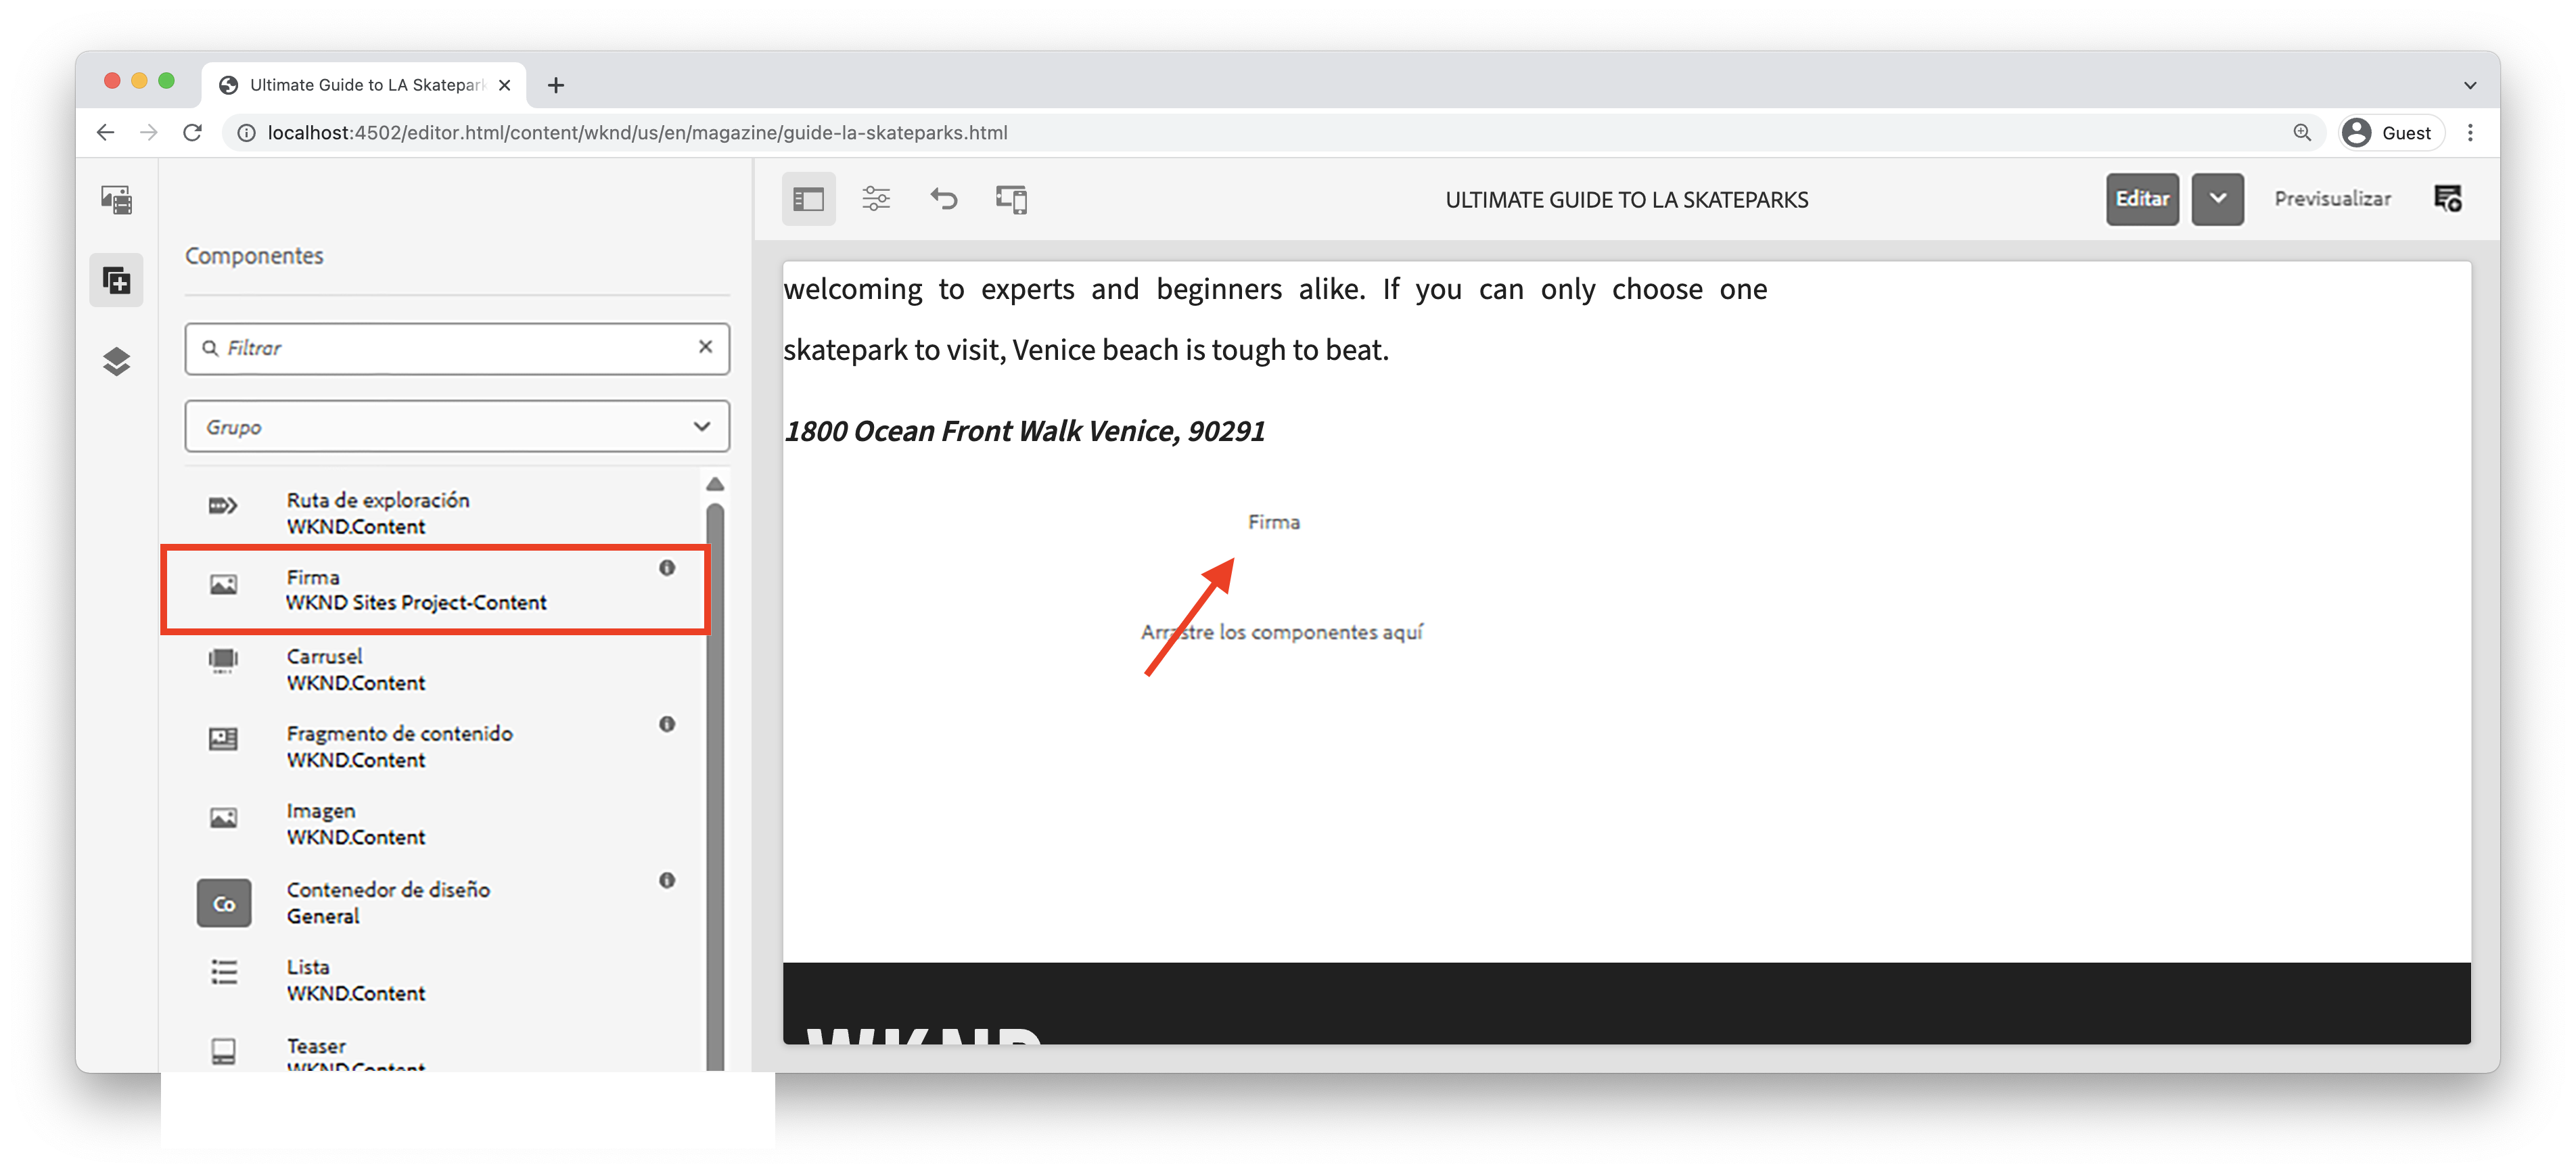 Ultimate Guide to LA Skatepark
localhost:4502/editor.html/content/wknd/us/en/magazine/guide-la-skateparks.html
Guest
ULTIMATE GUIDE TO LA SKATEPARKS
Editar
Previsualizar
Componentes
Filtrar
Grupo
Ruta de exploración
WKND.Content
Firma
WKND Sites Project-Content
Carrusel
WKND.Content
Fragmento de contenido
WKND.Content
Imagen
WKND.Content
Co
Contenedor de diseño
General
Lista
WKND.Content
Teaser
WKND.Content
welcoming to experts and beginners alike. If you can only choose one
skatepark to visit, Venice beach is tough to beat.
1800 Ocean Front Walk Venice, 90291
Firma
Arrastre los componentes aquí
WKND